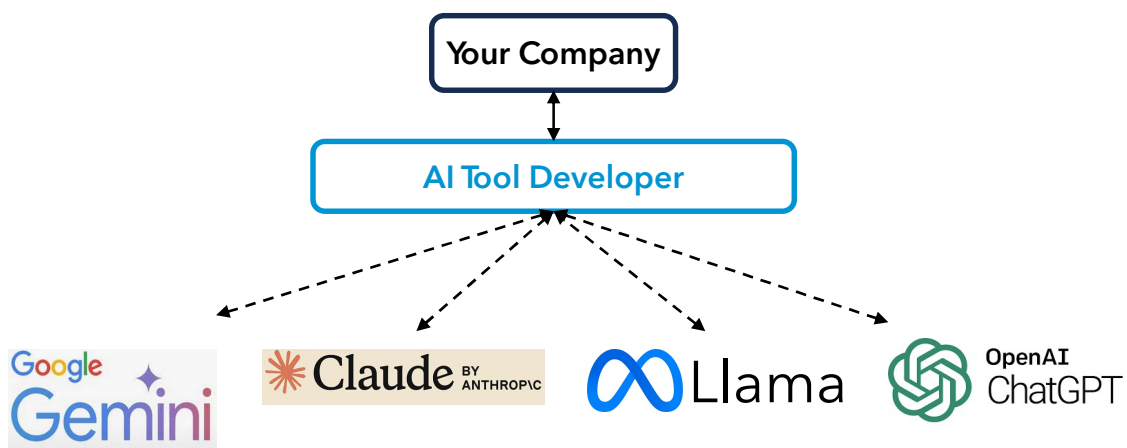 Your Company
AI Tool Developer
Google
Gemini
Claude BY ANTHROP\C
Llama
OpenAI
ChatGPT